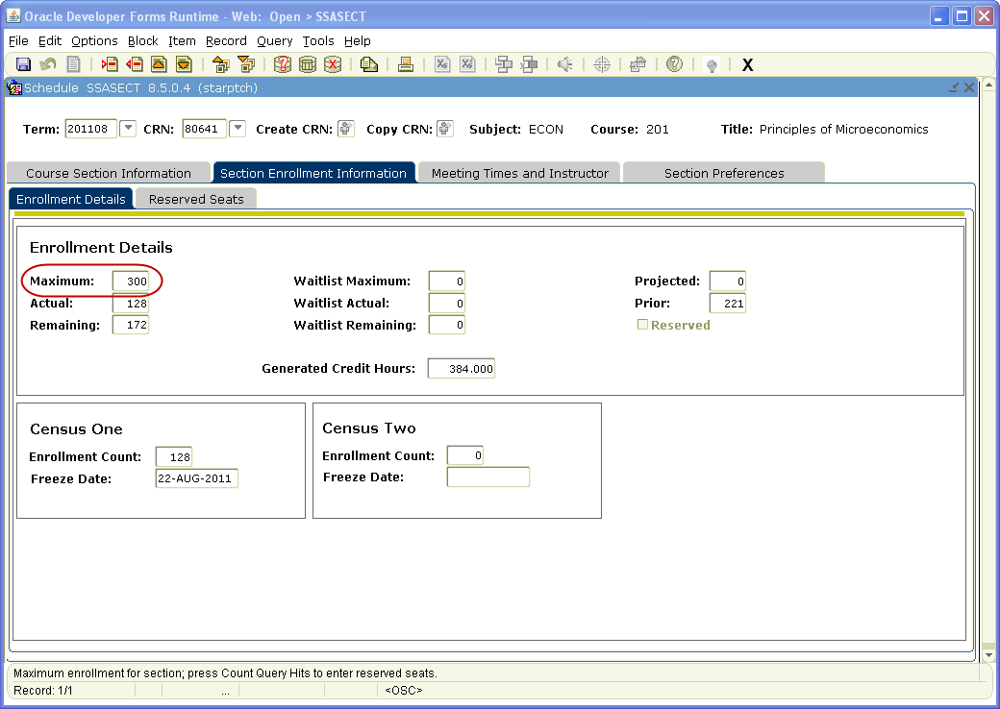 Oracle Developer Forms Runtime - Web: Open > SSASECT
File Edit Options Block Item Record Query Tools Help
X
Schedule SSASECT 8.5.0.4 (starptch)
Term: 201108 CRN: 80641 Create CRN: Copy CRN: Subject: ECON Course: 201 Title: Principles of Microeconomics
Course Section Information Section Enrollment Information Meeting Times and Instructor Section Preferences
Enrollment Details Reserved Seats
Enrollment Details
Maximum: 300 Waitlist Maximum: 0 Projected: 0
Actual: 128 Waitlist Actual: 0 Prior: 221
Remaining: 172 Waitlist Remaining: 0 Reserved
Generated Credit Hours: 384.000
Census One
Enrollment Count: 128
Freeze Date: 22-AUG-2011
Census Two
Enrollment Count: 0
Freeze Date:
Maximum enrollment for section; press Count Query Hits to enter reserved seats.
Record: 1/1 ... <OSC>